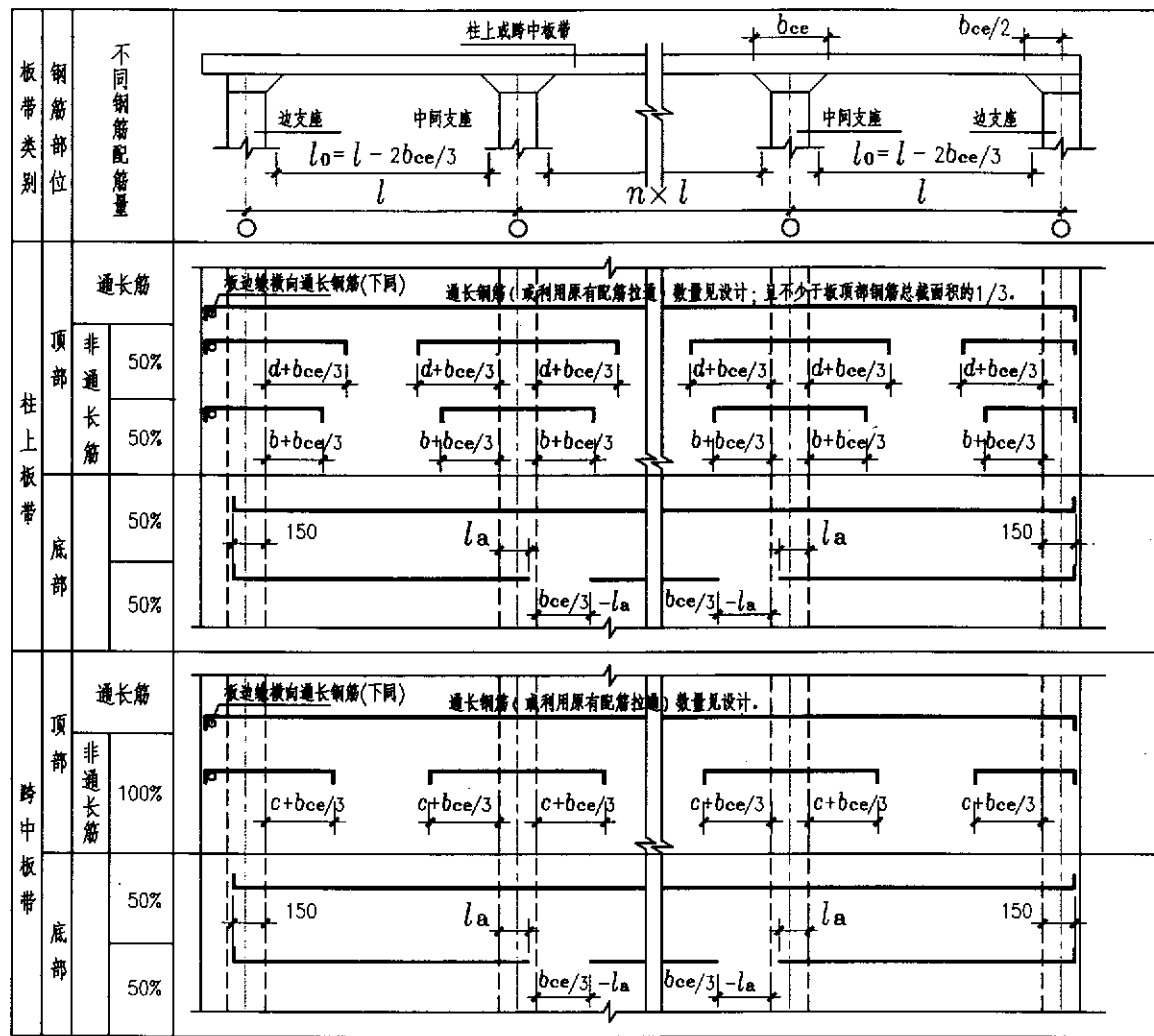 板带类别
钢筋部位
不同钢筋配筋量
柱上或跨中板带
bce
bce/2
边支座
中间支座
中间支座
边支座
l0=l-2bce/3
l0=l-2bce/3
l
n×l
l
柱上板带
顶部
通长筋
板边缘横向通长钢筋(下同)
通长钢筋(或利用原有配筋拉通)数量见设计;且不少于板顶部钢筋总截面积的1/3.
非通长筋
50%
d+bce/3
d+bce/3
d+bce/3
d+bce/3
d+bce/3
d+bce/3
50%
b+bce/3
b+bce/3
b+bce/3
b+bce/3
b+bce/3
b+bce/3
底部
50%
150
la
la
150
50%
bce/3
-la
bce/3
-la
跨中板带
顶部
通长筋
板边缘横向通长钢筋(下同)
通长钢筋(或利用原有配筋拉通)数量见设计.
非通长筋
100%
c+bce/3
c+bce/3
c+bce/3
c+bce/3
c+bce/3
c+bce/3
底部
50%
150
la
la
150
50%
bce/3
-la
bce/3
-la